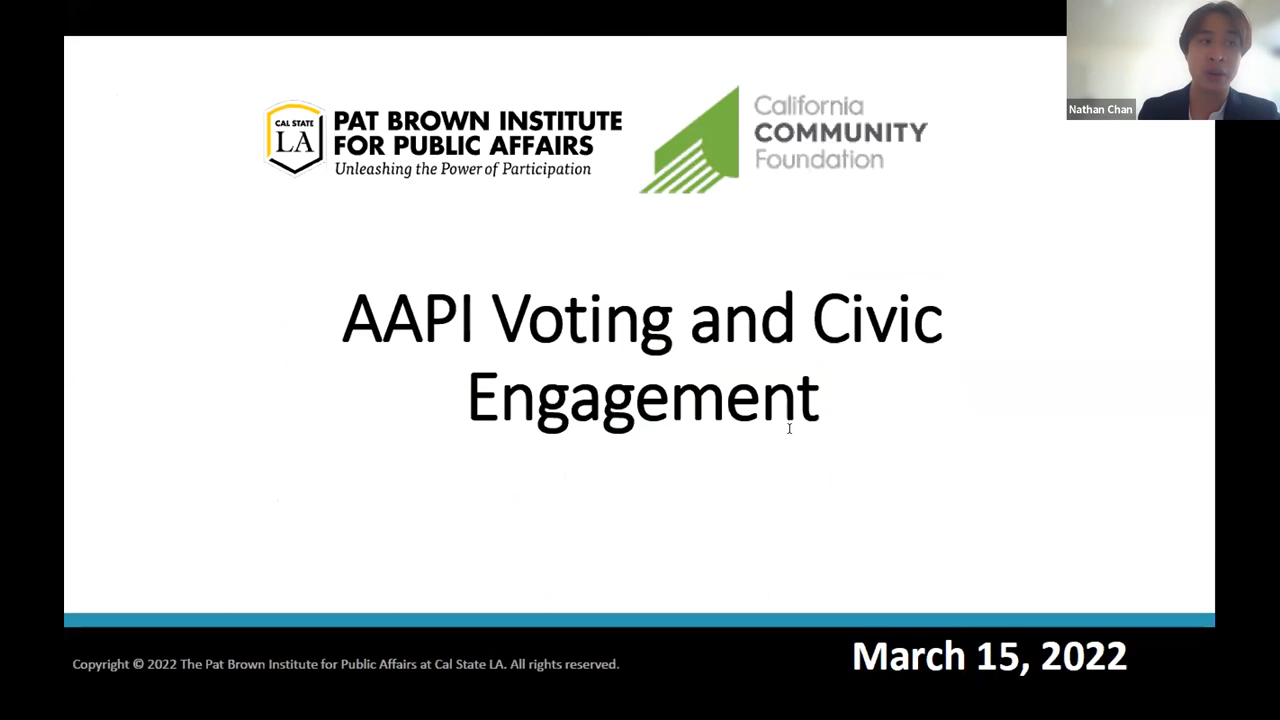 CAL STATE
LA
PAT BROWN INSTITUTE
FOR PUBLIC AFFAIRS
Unleashing the Power of Participation
California
COMMUNITY
Foundation
Nathan Chan
AAPI Voting and Civic
Engagement
Copyright © 2022 The Pat Brown Institute for Public Affairs at Cal State LA. All rights reserved.
March 15, 2022